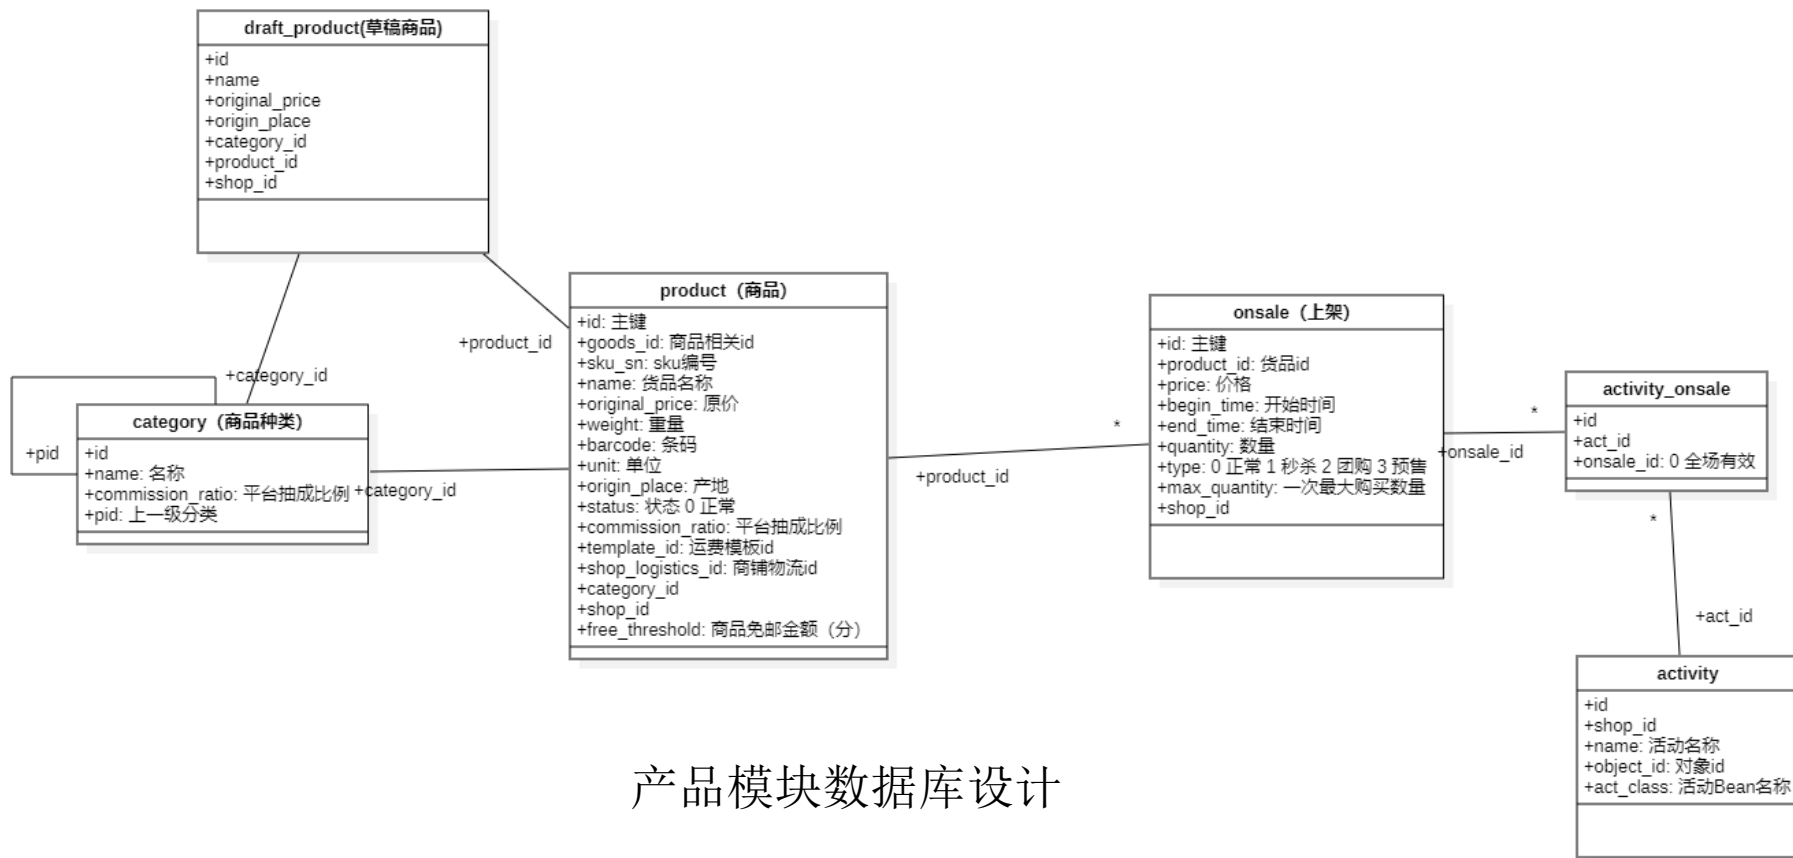 draft_product(草稿商品)
+id
+name
+original_price
+origin_place
+category_id
+product_id
+shop_id
+product_id
+category_id
+pid
category（商品种类）
+id
+name: 名称
+commission_ratio: 平台抽成比例
+pid: 上一级分类
+category_id
product（商品）
+id: 主键
+goods_id: 商品相关id
+sku_sn: sku编号
+name: 货品名称
+original_price: 原价
+weight: 重量
+barcode: 条码
+unit: 单位
+origin_place: 产地
+status: 状态 0 正常
+commission_ratio: 平台抽成比例
+template_id: 运费模板id
+shop_logistics_id: 商铺物流id
+category_id
+shop_id
+free_threshold: 商品免邮金额（分）
+product_id
*
onsale（上架）
+id: 主键
+product_id: 货品id
+price: 价格
+begin_time: 开始时间
+end_time: 结束时间
+quantity: 数量
+type: 0 正常 1 秒杀 2 团购 3 预售
+max_quantity: 一次最大购买数量
+shop_id
+onsale_id
*
activity_onsale
+id
+act_id
+onsale_id: 0 全场有效
*
+act_id
activity
+id
+shop_id
+name: 活动名称
+object_id: 对象id
+act_class: 活动Bean名称
产品模块数据库设计